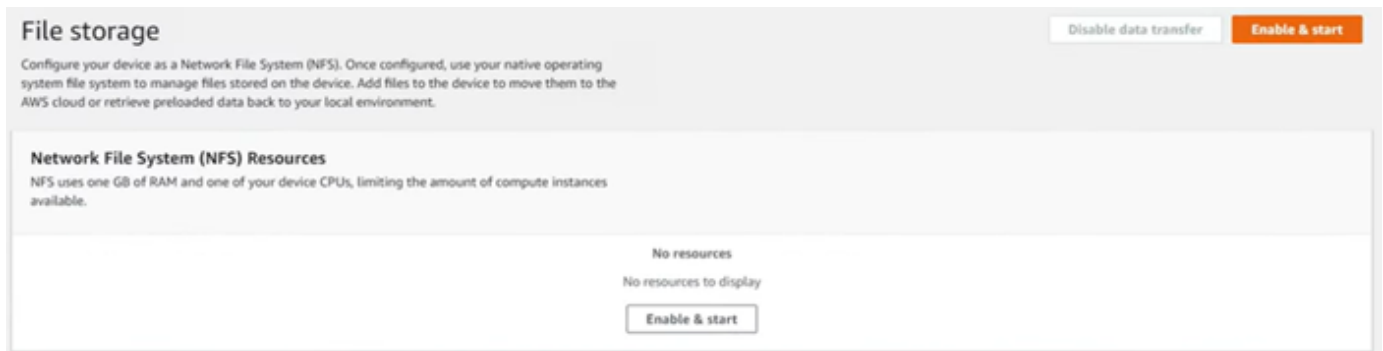 File storage
Disable data transfer
Enable & start
Configure your device as a Network File System (NFS). Once configured, use your native operating
system file system to manage files stored on the device. Add files to the device to move them to the
AWS cloud or retrieve preloaded data back to your local environment.
Network File System (NFS) Resources
NFS uses one GB of RAM and one of your device CPUs, limiting the amount of compute instances
available.
No resources
No resources to display
Enable & start